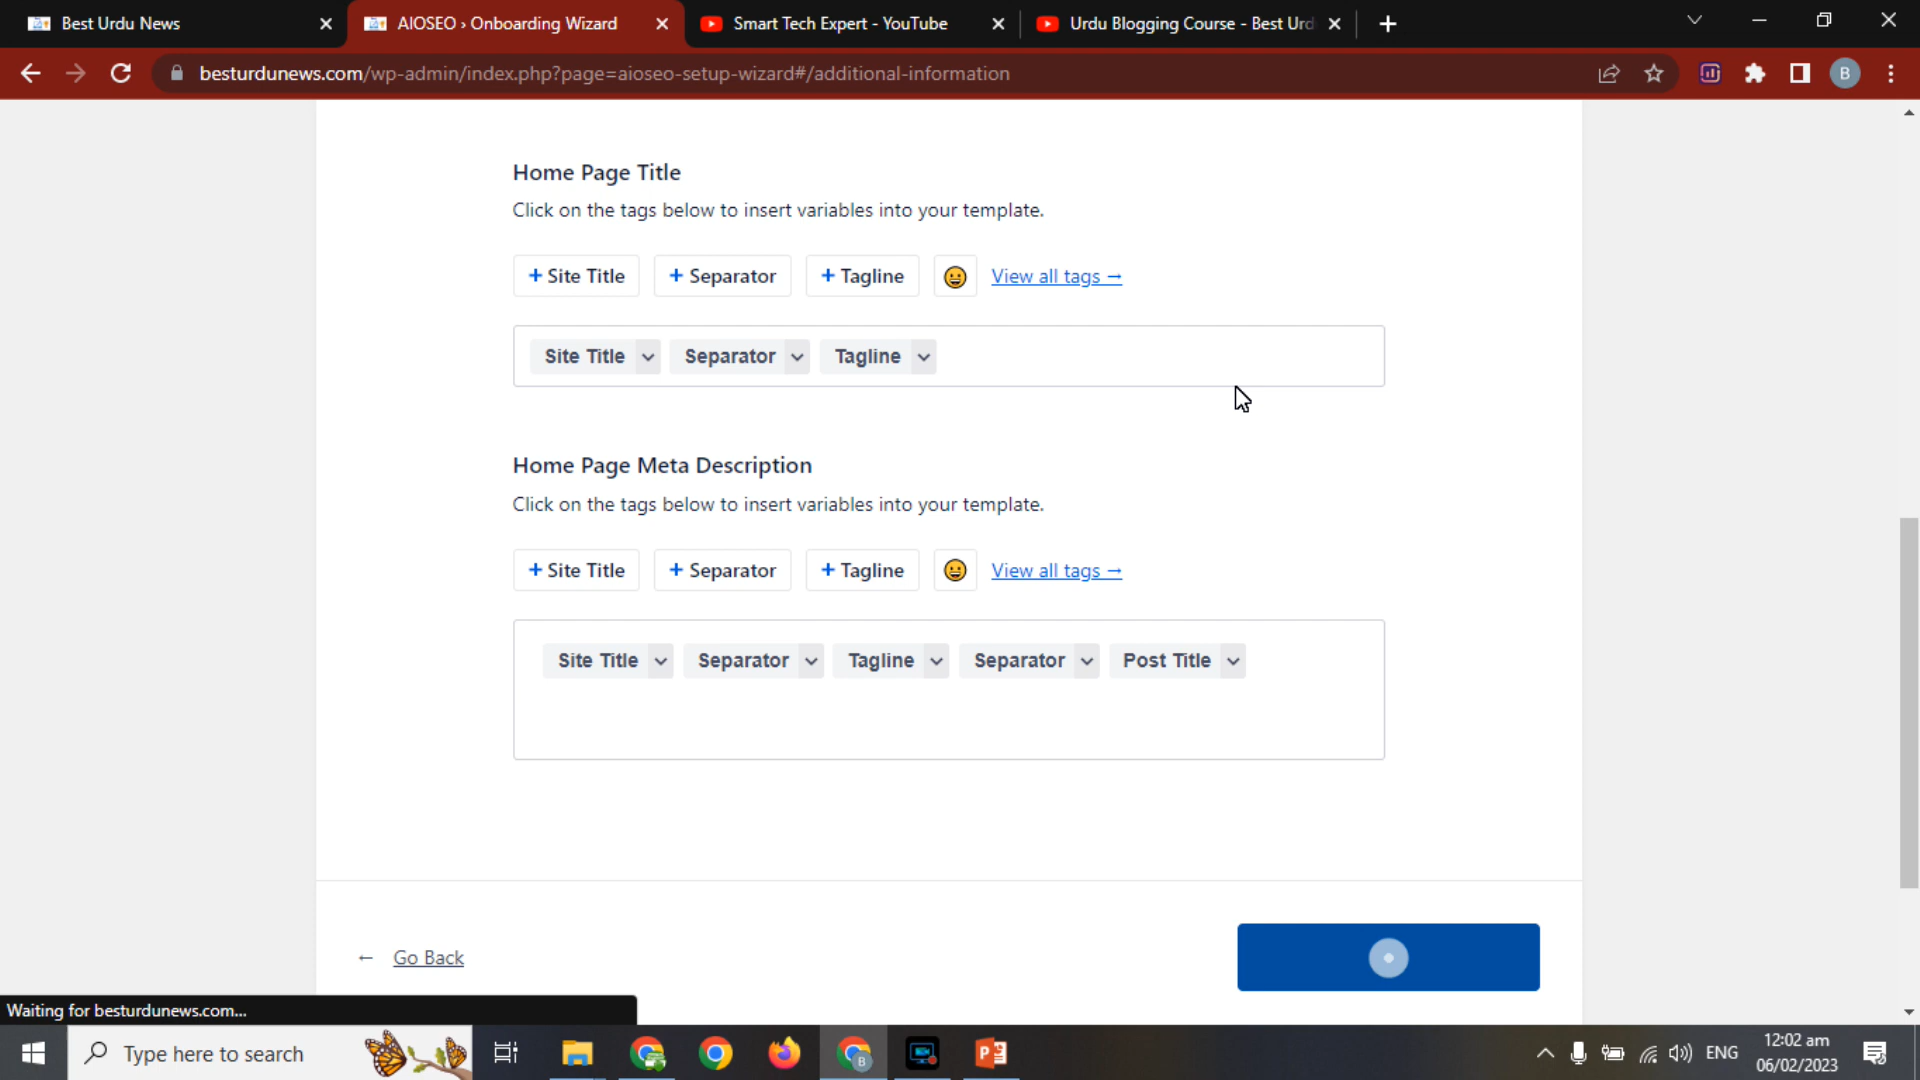 Best Urdu News
AIOSEO › Onboarding Wizard
Smart Tech Expert - YouTube
Urdu Blogging Course - Best Urd
besturdunews.com/wp-admin/index.php?page=aioseo-setup-wizard#/additional-information
B
Home Page Title
Click on the tags below to insert variables into your template.
+ Site Title
+ Separator
+ Tagline
View all tags →
Site Title
Separator
Tagline
Home Page Meta Description
Click on the tags below to insert variables into your template.
+ Site Title
+ Separator
+ Tagline
View all tags →
Site Title
Separator
Tagline
Separator
Post Title
← Go Back
Waiting for besturdunews.com...
Type here to search
ENG
12:02 am
06/02/2023